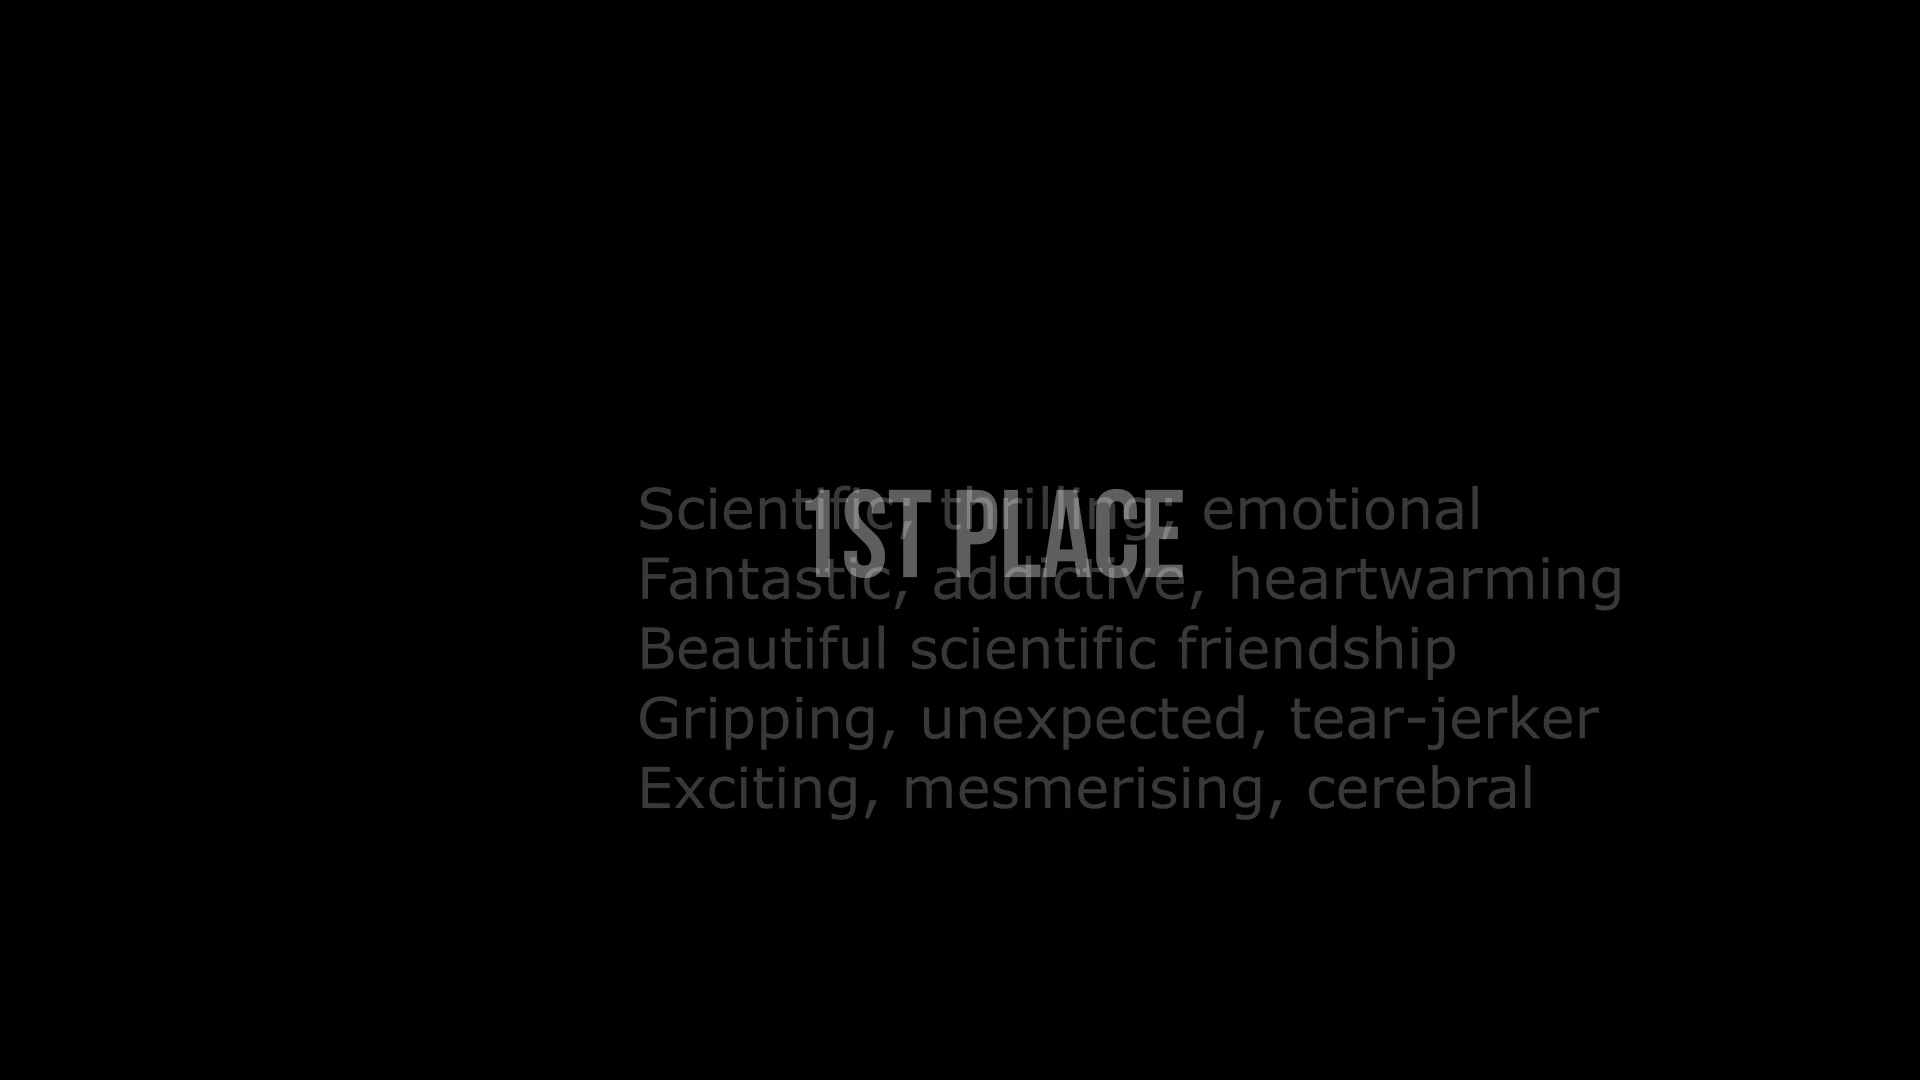 1ST PLACE
Scientific, thrilling, emotional
Fantastic, addictive, heartwarming
Beautiful scientific friendship
Gripping, unexpected, tear-jerker
Exciting, mesmerising, cerebral